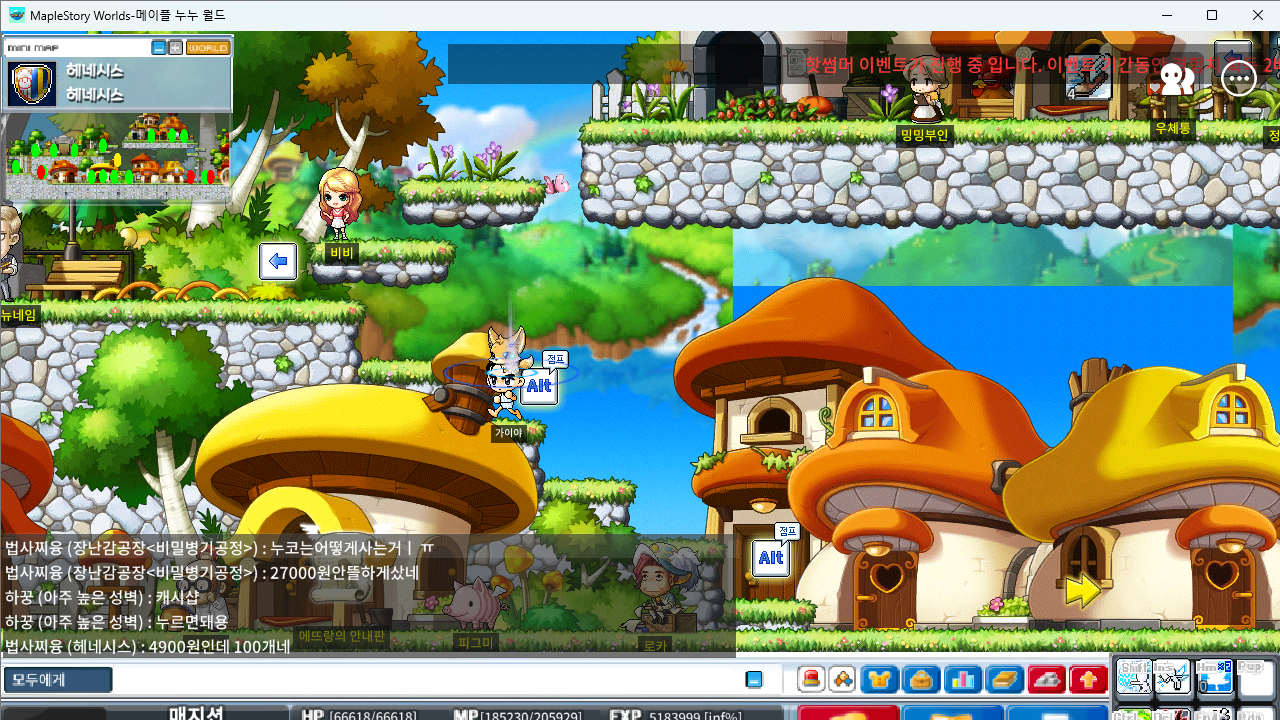 MapleStory Worlds-메이플 누누 월드
MINI MAP
WORLD
헤네시스
헤네시스
핫썸머 이벤트가 진행 중 입니다. 이벤트 기간동안
밍밍부인
우체통
비비
뉴네임
점프
Alt
가이야
점프
Alt
법사찌융 (장난감공장<비밀병기공정>) : 누코는어떻게사는거ㅣㅠ
법사찌융 (장난감공장<비밀병기공정>) : 27000원안뜰하게샀네
하꿍 (아주 높은 성벽) : 캐시샵
하꿍 (아주 높은 성벽) : 누르면돼용
법사찌융 (헤네시스) : 4900원인데 100개네
에뜨랑의 안내판
피그미
로카
모두에게
매지션
HP [66618/66618]
MP [185230/205929]
EXP 5183999 [inf%]
Shift
Ins
Hm
Pup
Ctrl